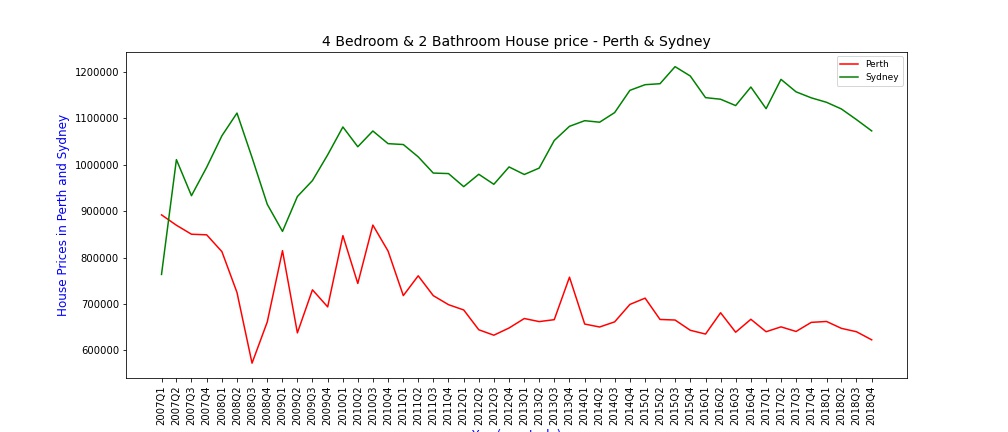 4 Bedroom & 2 Bathroom House price - Perth & Sydney
Perth
Sydney
House Prices in Perth and Sydney
1200000
1100000
1000000
900000
800000
700000
600000
2007Q1
2007Q2
2007Q3
2007Q4
2008Q1
2008Q2
2008Q3
2008Q4
2009Q1
2009Q2
2009Q3
2009Q4
2010Q1
2010Q2
2010Q3
2010Q4
2011Q1
2011Q2
2011Q3
2011Q4
2012Q1
2012Q2
2012Q3
2012Q4
2013Q1
2013Q2
2013Q3
2013Q4
2014Q1
2014Q2
2014Q3
2014Q4
2015Q1
2015Q2
2015Q3
2015Q4
2016Q1
2016Q2
2016Q3
2016Q4
2017Q1
2017Q2
2017Q3
2017Q4
2018Q1
2018Q2
2018Q3
2018Q4